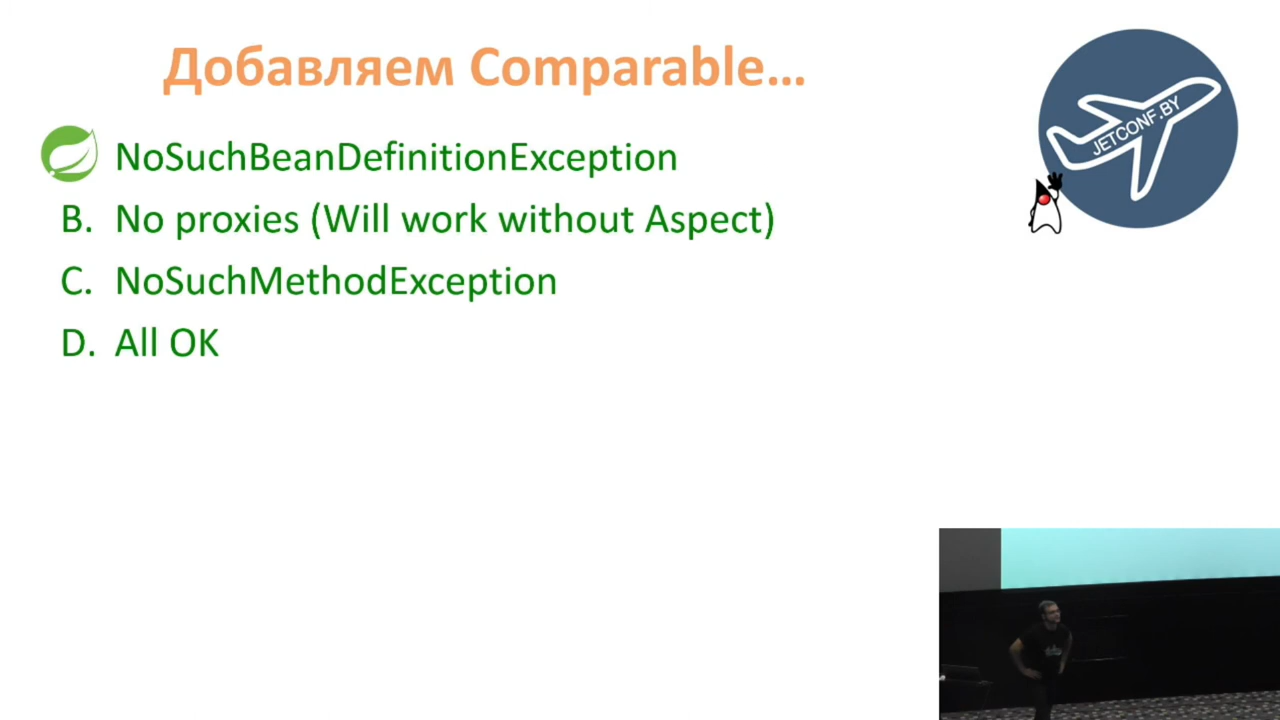 Добавляем Comparable...
NoSuchBeanDefinitionException
B. No proxies (Will work without Aspect)
C. NoSuchMethodException
D. All OK
JETCONF.BY